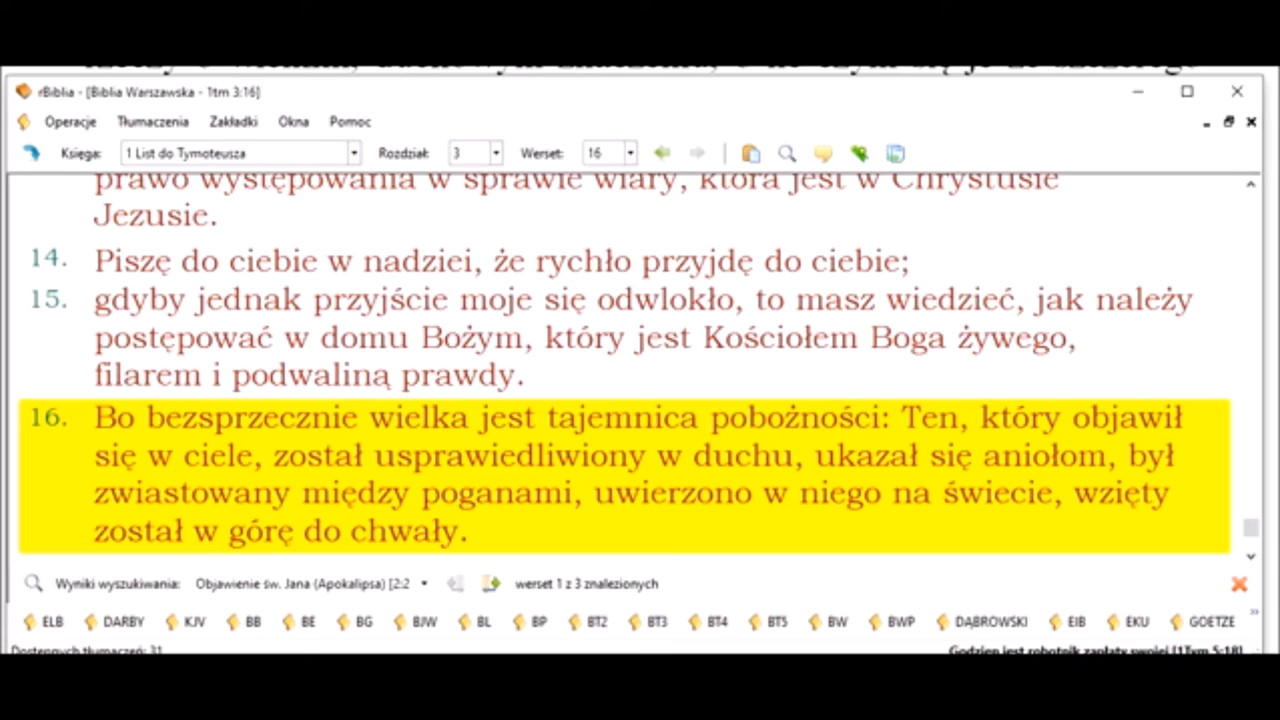 rBiblia - [Biblia Warszawska - 1tm 3:16]
Operacje Tłumaczenia Zakładki Okna Pomoc
Księga: 1 List do Tymoteusza Rozdział: 3 Werset: 16
prawo występowania w sprawie wiary, która jest w Chrystusie
Jezusie.
14. Piszę do ciebie w nadziei, że rychło przyjdę do ciebie;
15. gdyby jednak przyjście moje się odwlokło, to masz wiedzieć, jak należy
postępować w domu Bożym, który jest Kościołem Boga żywego,
filarem i podwaliną prawdy.
16. Bo bezsprzecznie wielka jest tajemnica pobożności: Ten, który objawił
się w ciele, został usprawiedliwiony w duchu, ukazał się aniołom, był
zwiastowany między poganami, uwierzono w niego na świecie, wzięty
został w górę do chwały.
Wyniki wyszukiwania: Objawienie św. Jana (Apokalipsa) [2:2 werset 1 z 3 znalezionych
ELB DARBY KJV BB BE BG BJW BL BP BT2 BT3 BT4 BT5 BW BWP DĄBROWSKI EIB EKU GOETZE
Dostępnych tłumaczeń: 31 Godzien jest robotnik zapłaty swojej [1Tym 5:18]